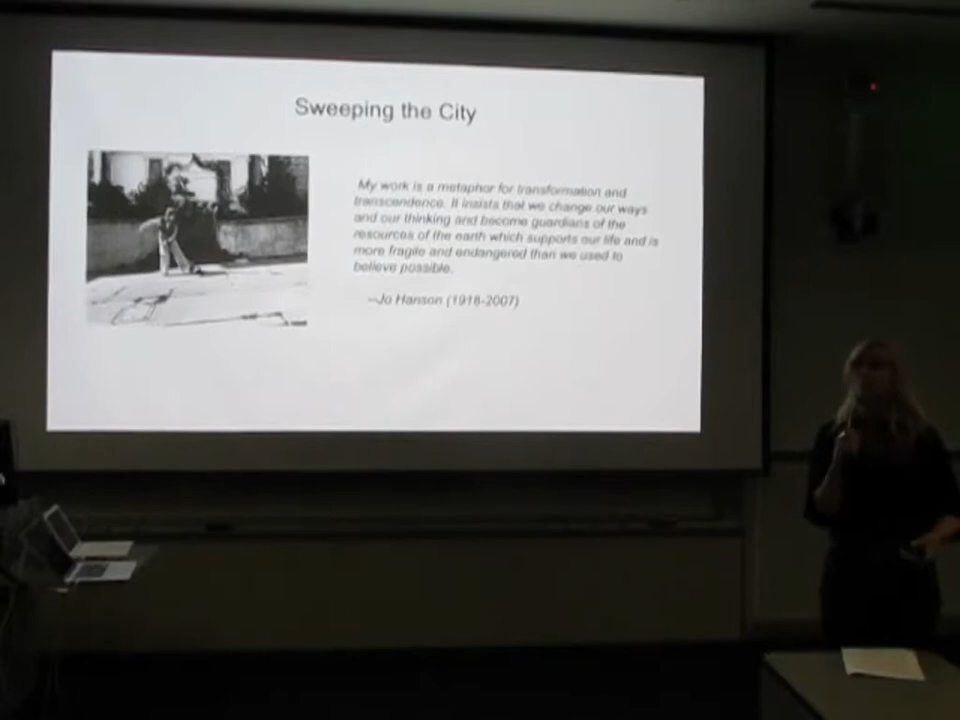 Sweeping the City
My work is a metaphor for transformation and
transcendence. It insists that we change our ways
and our thinking and become guardians of the
resources of the earth which supports our life and is
more fragile and endangered than we used to
believe possible.
--Jo Hanson (1918-2007)